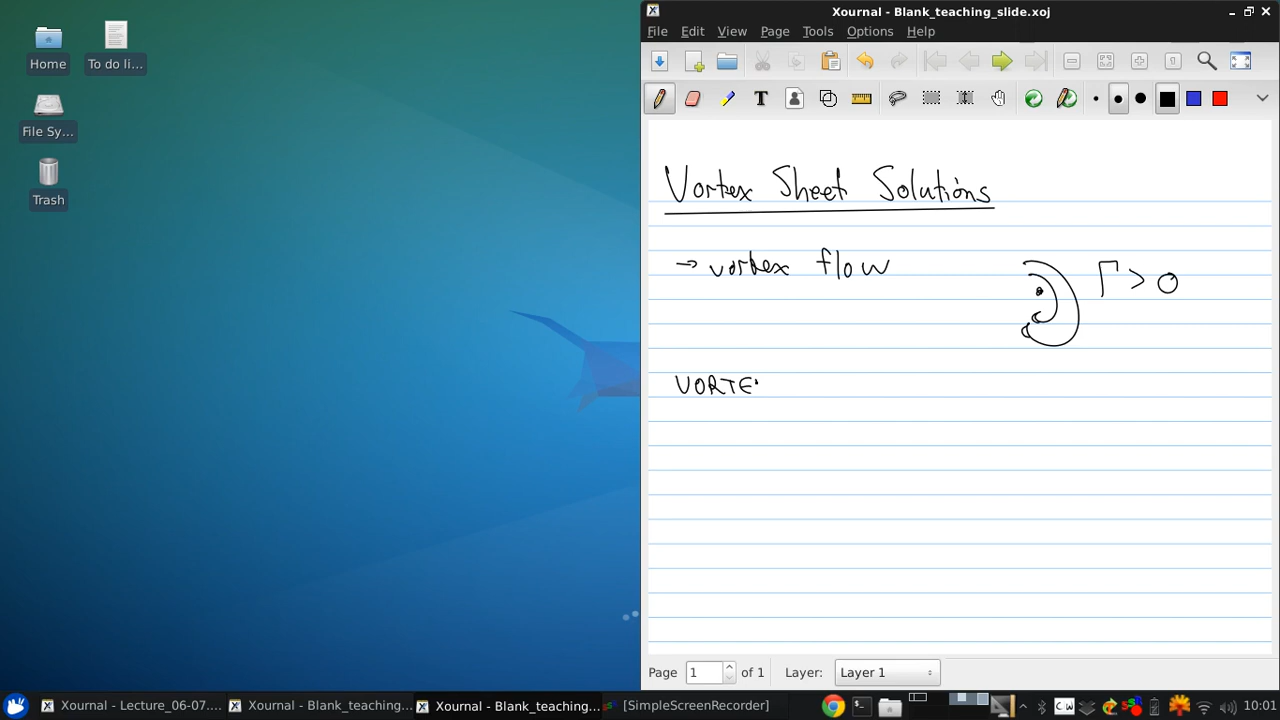 Home
To do li...
File Sy...
Trash
Xournal - Blank_teaching_slide.xoj
File Edit View Page Tools Options Help
Vortex Sheet Solutions
→ vortex flow
Γ > 0
VORTE
Page 1 of 1 Layer: Layer 1
Xournal - Lecture_06-07.... Xournal - Blank_teaching... Xournal - Blank_teaching... [SimpleScreenRecorder] 10:01